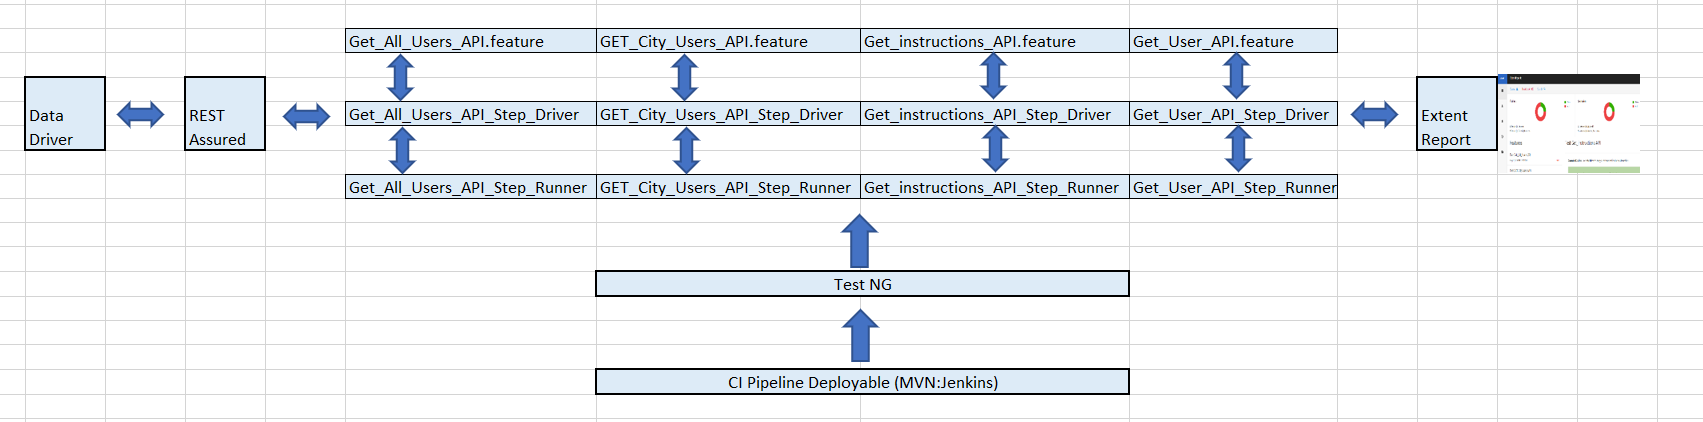 Get_All_Users_API.feature
GET_City_Users_API.feature
Get_instructions_API.feature
Get_User_API.feature
Data
Driver
REST
Assured
Get_All_Users_API_Step_Driver
GET_City_Users_API_Step_Driver
Get_instructions_API_Step_Driver
Get_User_API_Step_Driver
Extent
Report
Get_All_Users_API_Step_Runner
GET_City_Users_API_Step_Runner
Get_instructions_API_Step_Runner
Get_User_API_Step_Runner
Test NG
CI Pipeline Deployable (MVN:Jenkins)